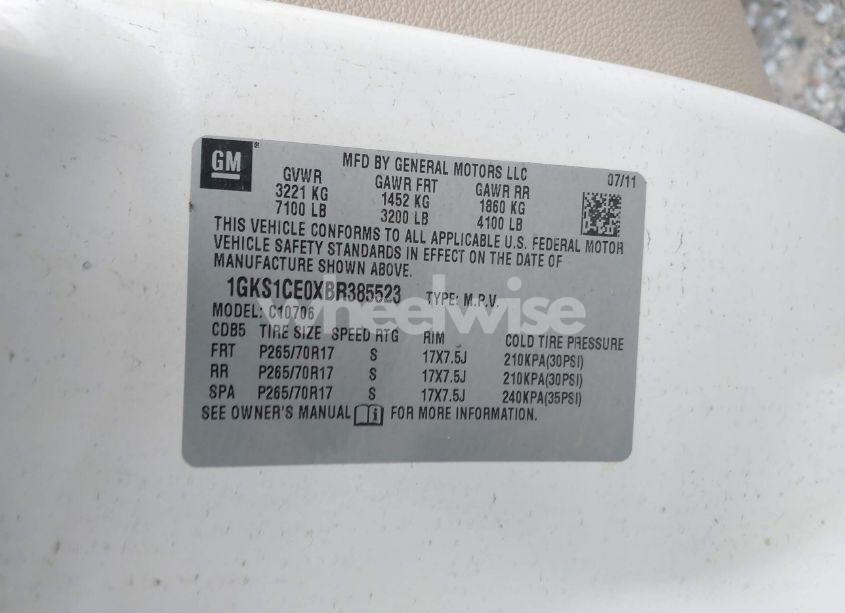 GM
MFD BY GENERAL MOTORS LLC
07/11
GVWR GAWR FRT GAWR RR
3221 KG 1452 KG 1860 KG
7100 LB 3200 LB 4100 LB
THIS VEHICLE CONFORMS TO ALL APPLICABLE U.S. FEDERAL MOTOR
VEHICLE SAFETY STANDARDS IN EFFECT ON THE DATE OF
MANUFACTURE SHOWN ABOVE.
1GKS1CE0XBR385523 TYPE: M.P.V.
MODEL: C10706
wheelwise
CDB5 TIRE SIZE SPEED RTG RIM COLD TIRE PRESSURE
FRT P265/70R17 S 17X7.5J 210KPA(30PSI)
RR P265/70R17 S 17X7.5J 210KPA(30PSI)
SPA P265/70R17 S 17X7.5J 240KPA(35PSI)
SEE OWNER'S MANUAL FOR MORE INFORMATION.